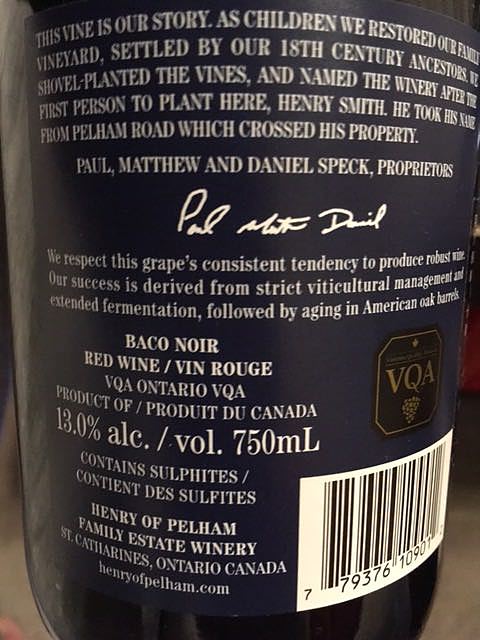 THIS VINE IS OUR STORY. AS CHILDREN WE RESTORED OUR FAMILY
VINEYARD, SETTLED BY OUR 18TH CENTURY ANCESTORS. WE
SHOVEL-PLANTED THE VINES, AND NAMED THE WINERY AFTER THE
FIRST PERSON TO PLANT HERE, HENRY SMITH. HE TOOK HIS NAME
FROM PELHAM ROAD WHICH CROSSED HIS PROPERTY.
PAUL, MATTHEW AND DANIEL SPECK, PROPRIETORS
Paul Matthew Daniel
We respect this grape's consistent tendency to produce robust wine.
Our success is derived from strict viticultural management and
extended fermentation, followed by aging in American oak barrels.
BACO NOIR
RED WINE / VIN ROUGE
VQA ONTARIO VQA
PRODUCT OF / PRODUIT DU CANADA
13.0% alc. / vol. 750mL
CONTAINS SULPHITES /
CONTIENT DES SULFITES
HENRY OF PELHAM
FAMILY ESTATE WINERY
ST. CATHARINES, ONTARIO CANADA
henryofpelham.com
VQA
7 79376 10901 2